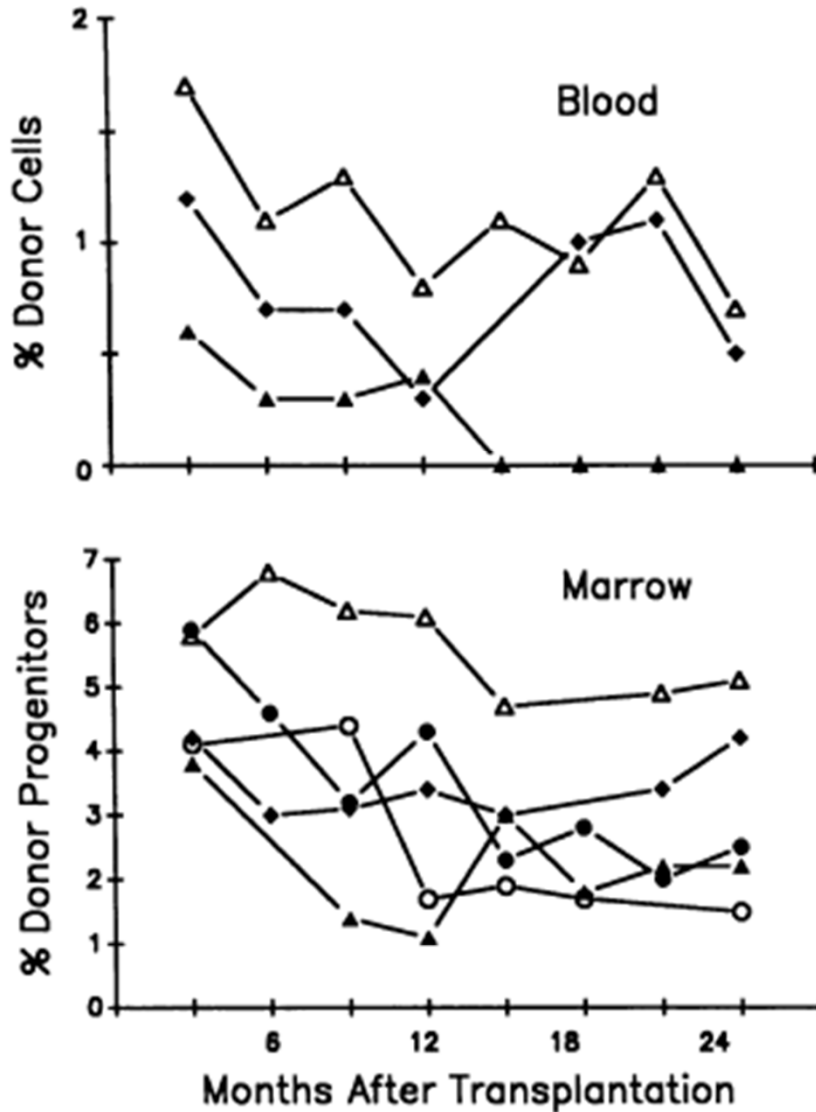 2
Blood
% Donor Cells
1
0
7
Marrow
6
5
% Donor Progenitors
4
3
2
1
0
6 12 18 24
Months After Transplantation